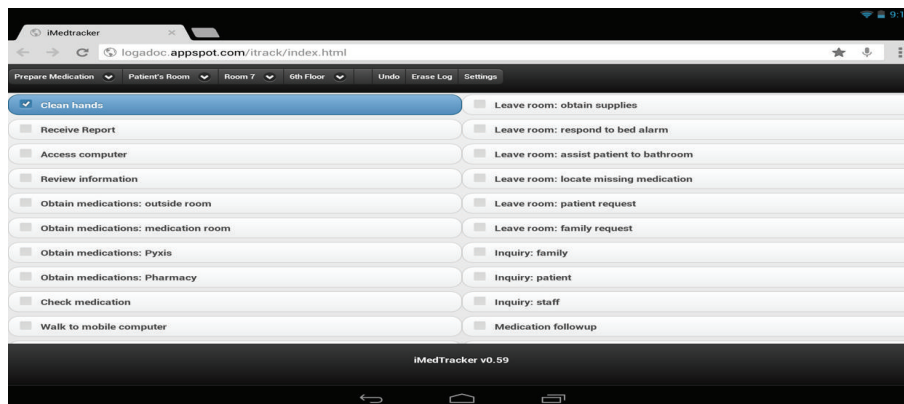 9:1
iMedtracker
logadoc.appspot.com/itrack/index.html
Prepare Medication Patient's Room Room 7 6th Floor Undo Erase Log Settings
Clean hands
Receive Report
Access computer
Review information
Obtain medications: outside room
Obtain medications: medication room
Obtain medications: Pyxis
Obtain medications: Pharmacy
Check medication
Walk to mobile computer
Leave room: obtain supplies
Leave room: respond to bed alarm
Leave room: assist patient to bathroom
Leave room: locate missing medication
Leave room: patient request
Leave room: family request
Inquiry: family
Inquiry: patient
Inquiry: staff
Medication followup
iMedTracker v0.59